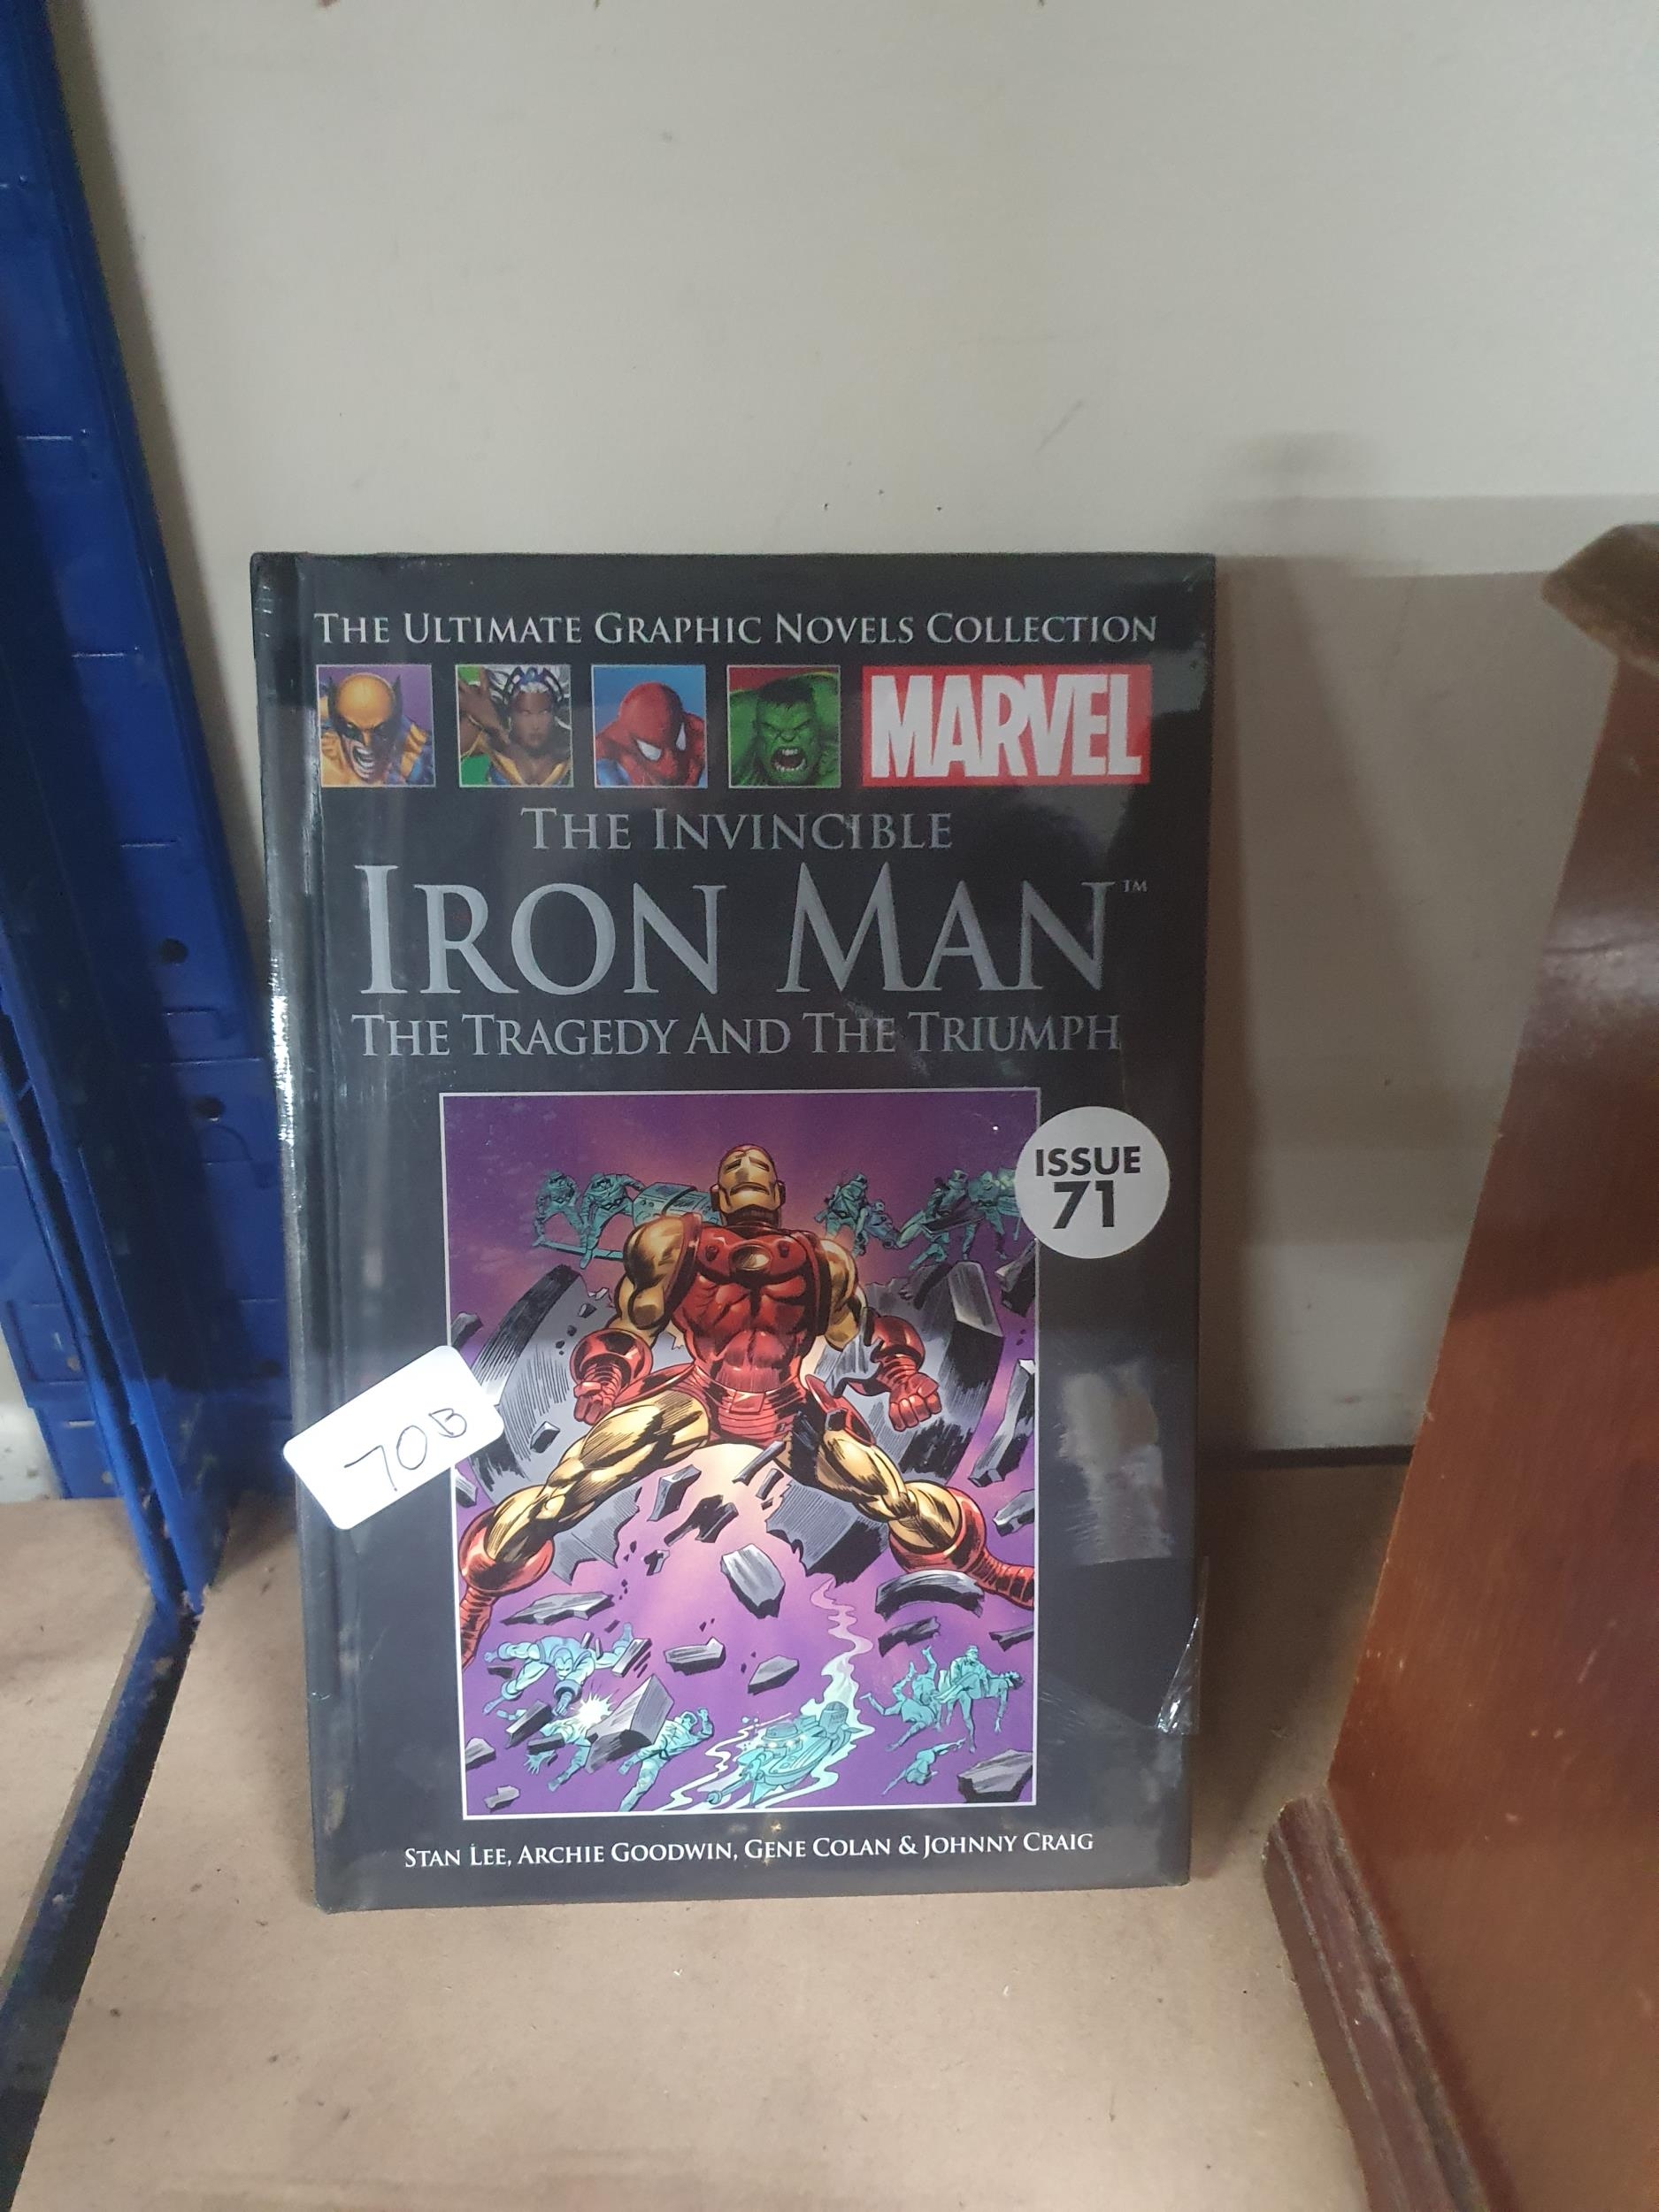 THE ULTIMATE GRAPHIC NOVELS COLLECTION
MARVEL
THE INVINCIBLE
IRON MAN™
THE TRAGEDY AND THE TRIUMPH
ISSUE
71
70B
STAN LEE, ARCHIE GOODWIN, GENE COLAN & JOHNNY CRAIG